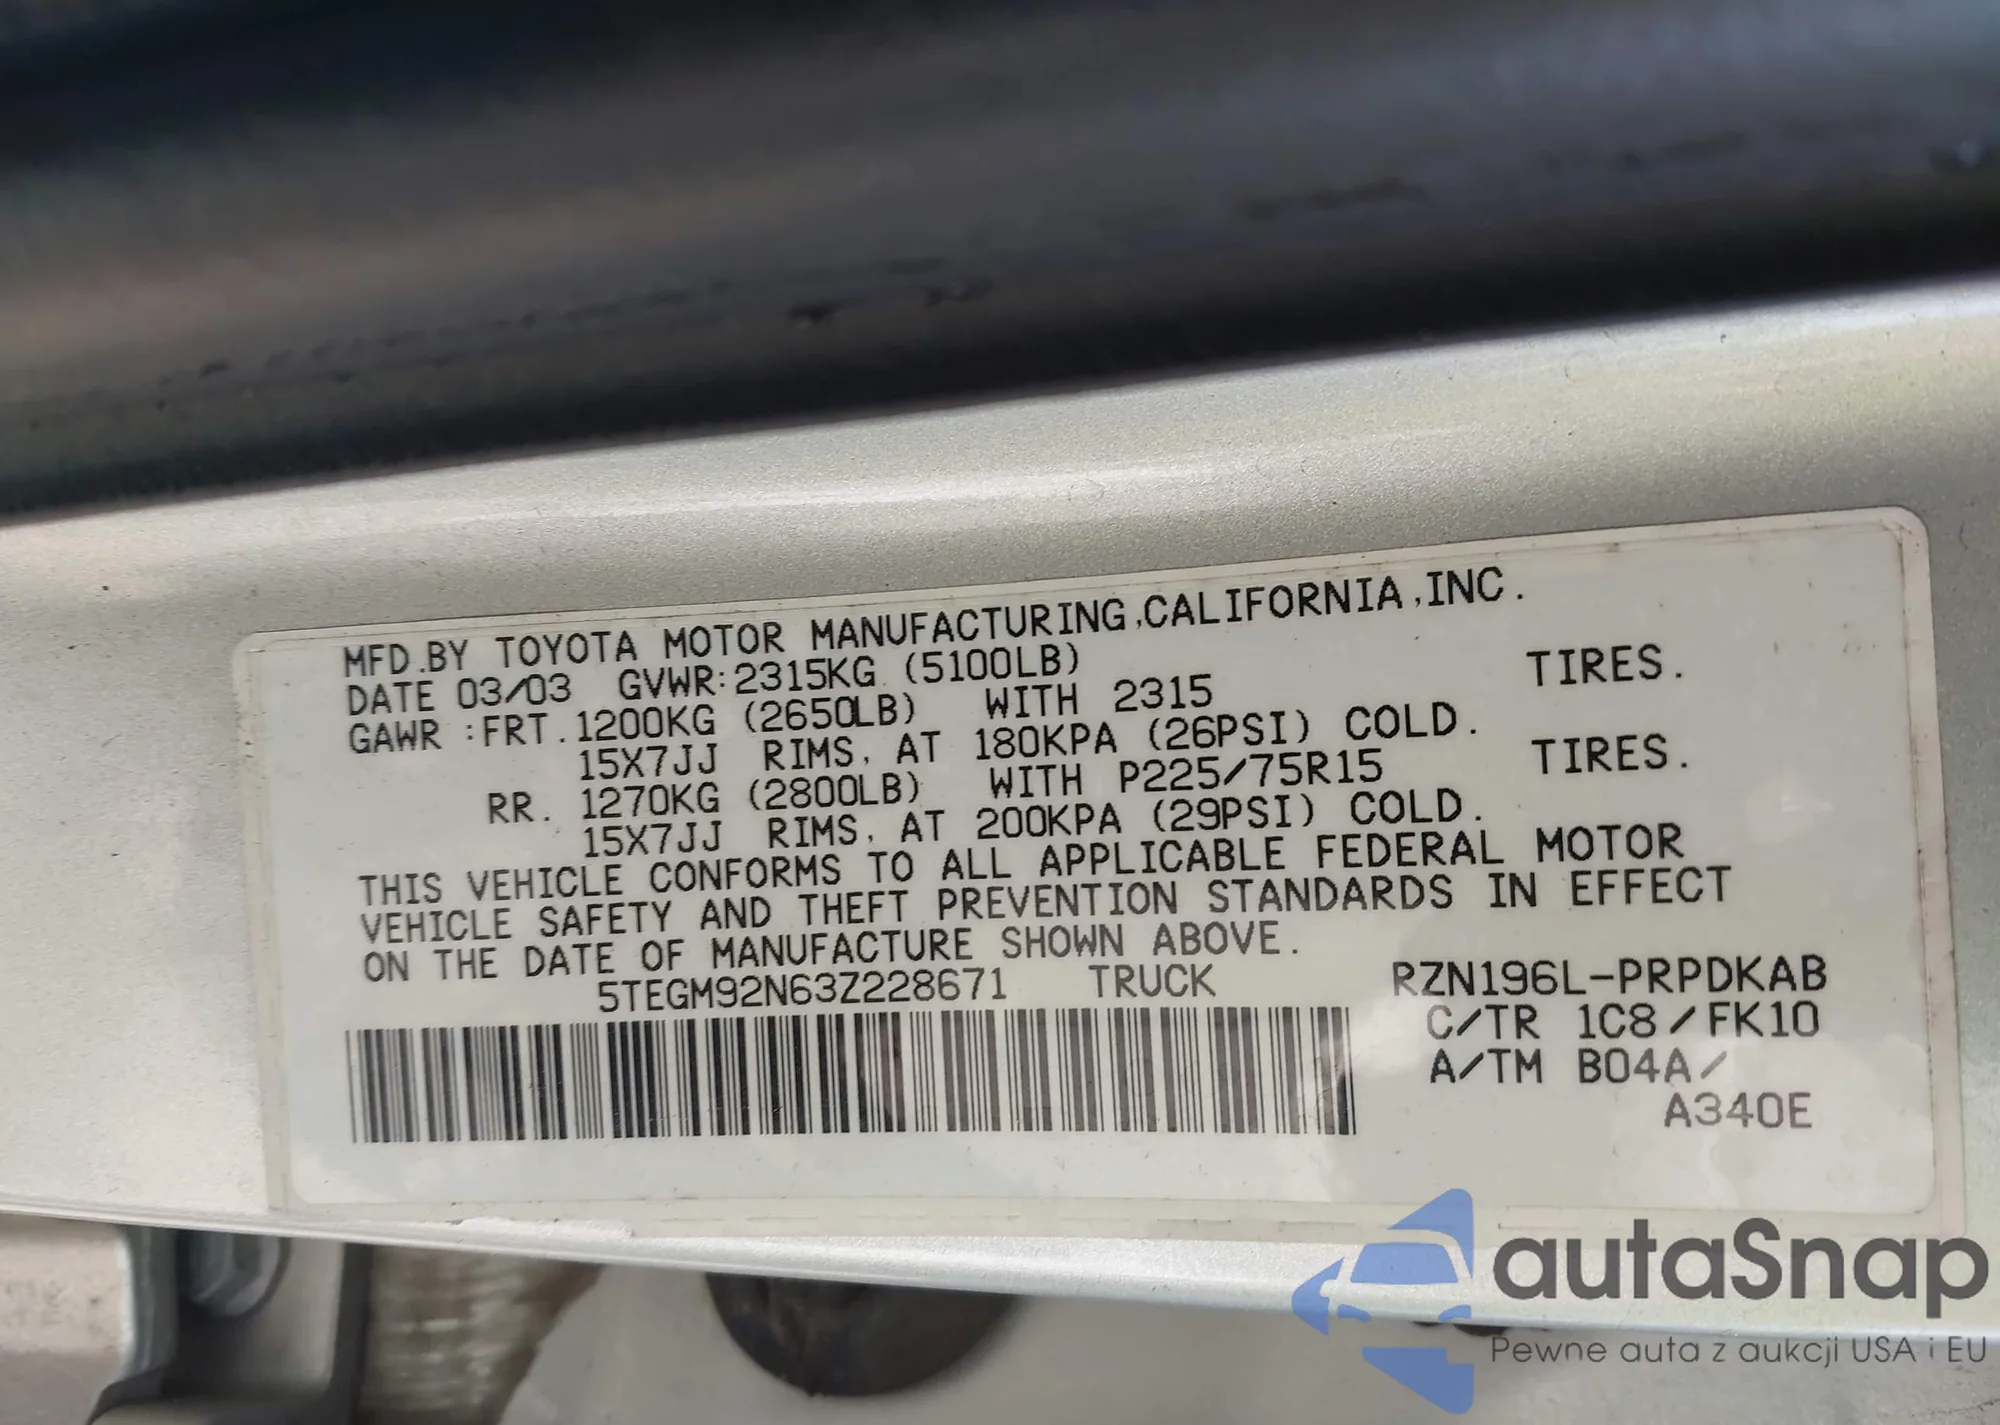 MFD.BY TOYOTA MOTOR MANUFACTURING,CALIFORNIA,INC.
DATE 03/03 GVWR:2315KG (5100LB)
GAWR :FRT.1200KG (2650LB) WITH 2315 TIRES.
15X7JJ RIMS, AT 180KPA (26PSI) COLD.
RR. 1270KG (2800LB) WITH P225/75R15 TIRES.
15X7JJ RIMS, AT 200KPA (29PSI) COLD.
THIS VEHICLE CONFORMS TO ALL APPLICABLE FEDERAL MOTOR
VEHICLE SAFETY AND THEFT PREVENTION STANDARDS IN EFFECT
ON THE DATE OF MANUFACTURE SHOWN ABOVE.
5TEGM92N63Z228671 TRUCK RZN196L-PRPDKAB
C/TR 1C8/FK10
A/TM B04A/
A340E
autaSnap
Pewne auta z aukcji USA i EU